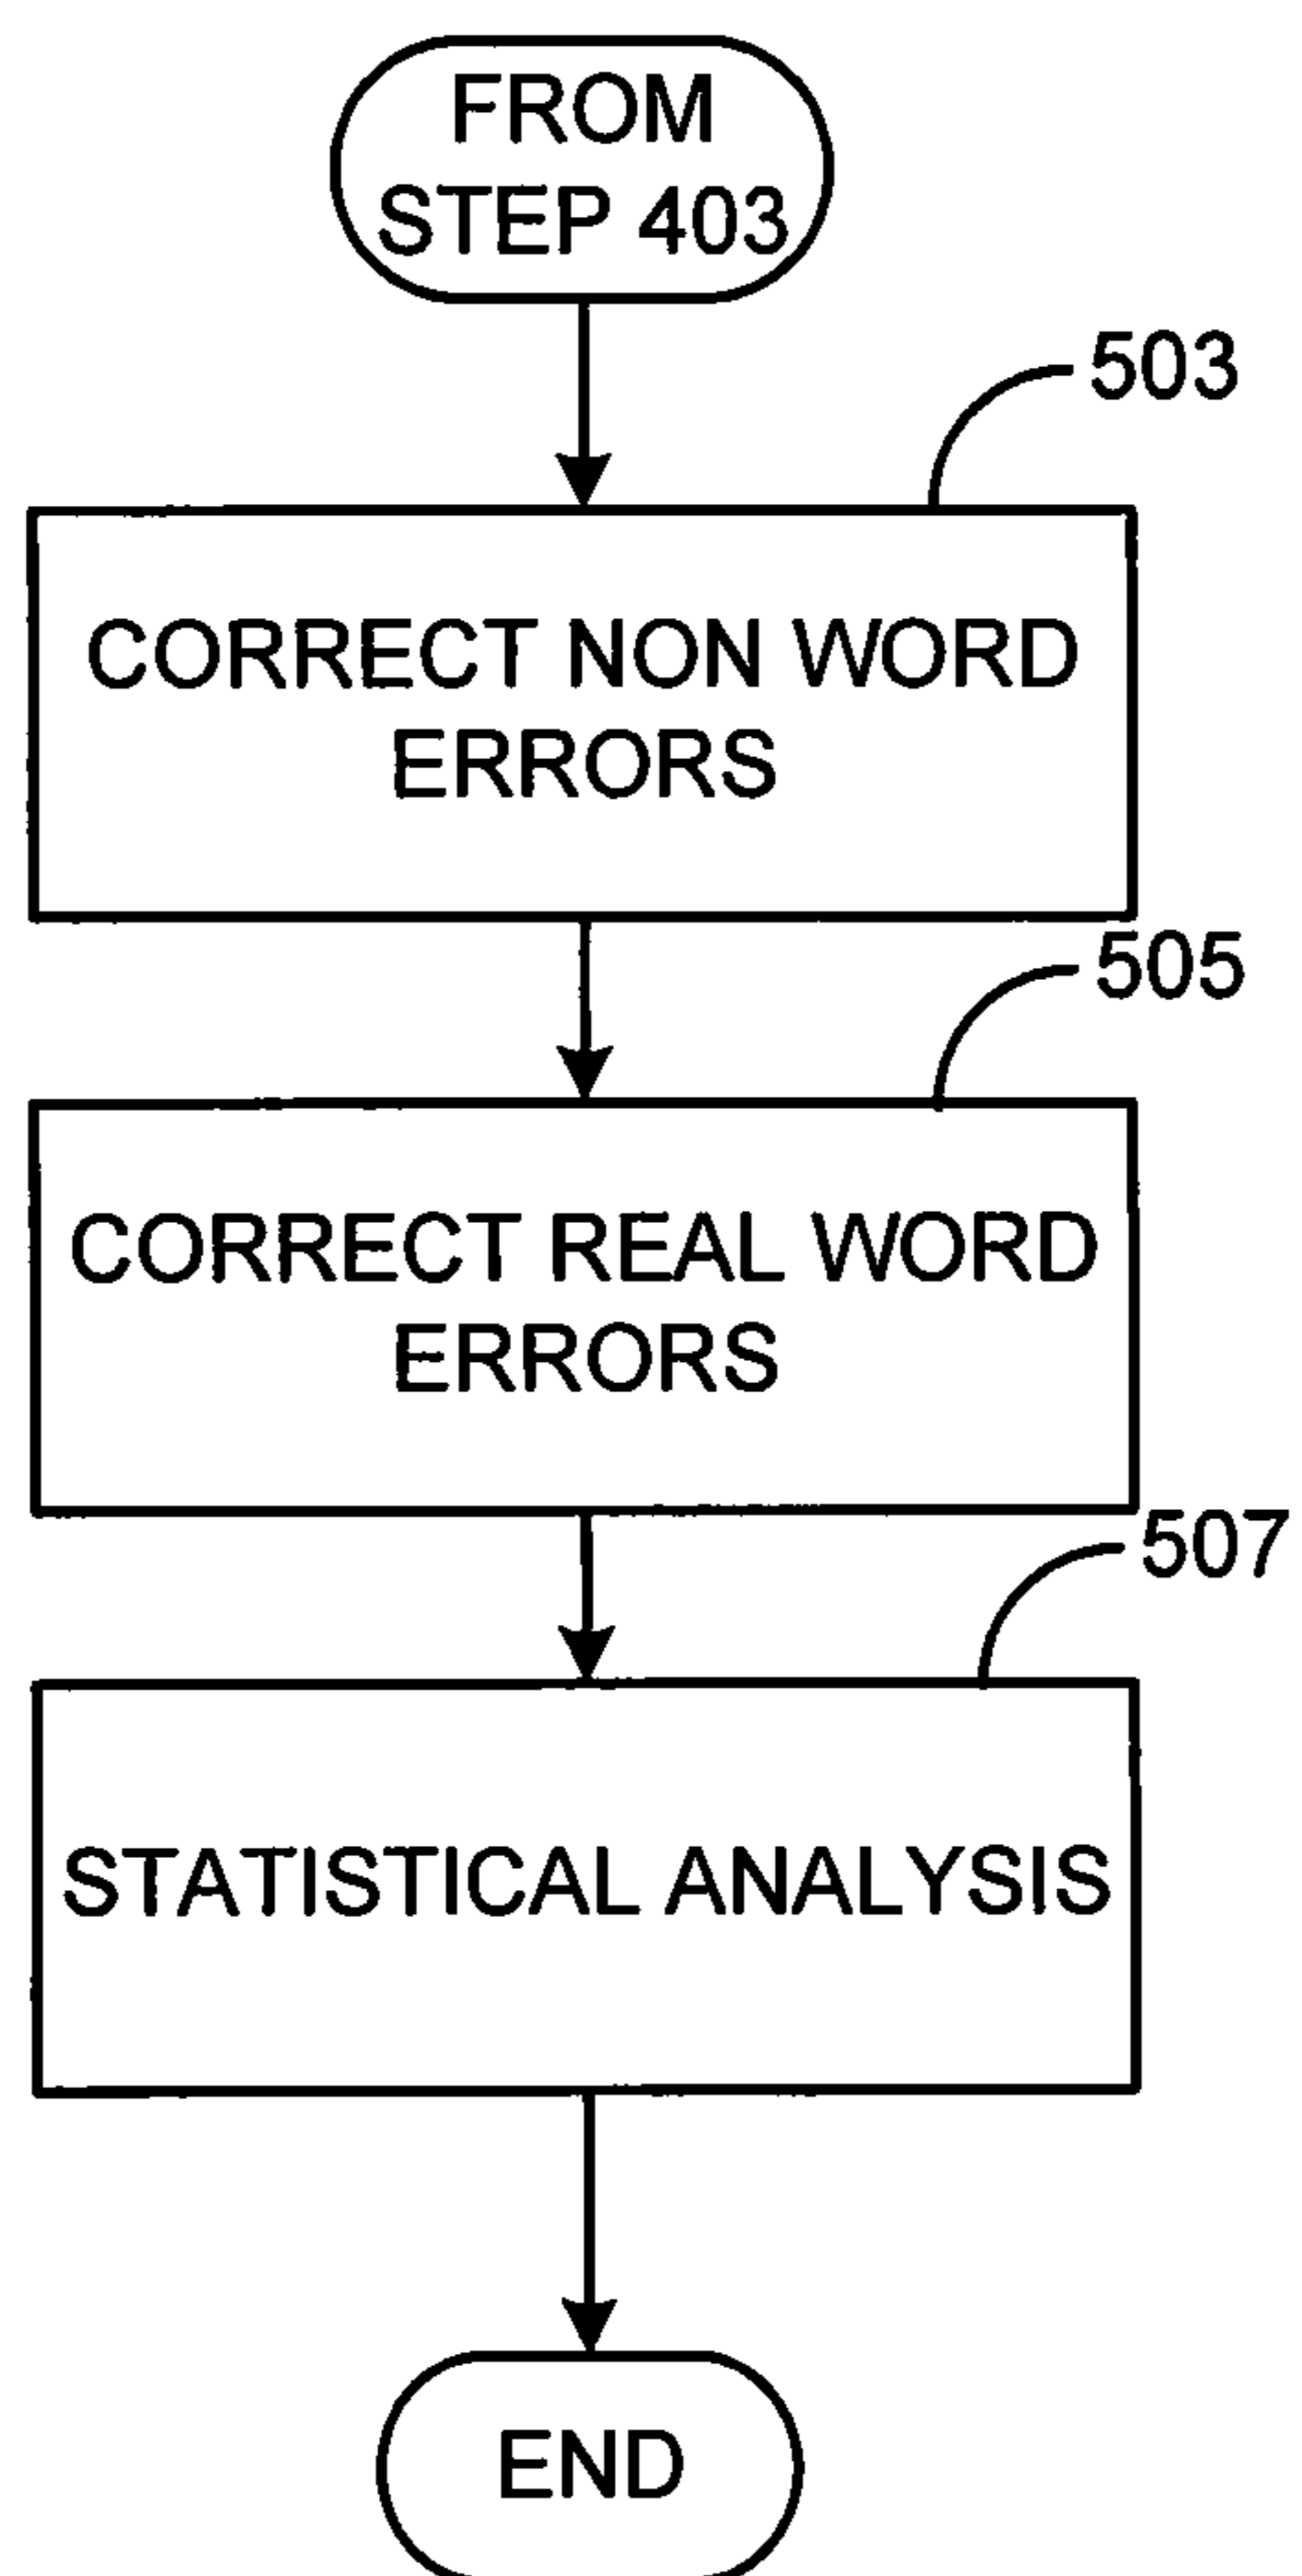 FROM
STEP 403
503
CORRECT NON WORD
ERRORS
505
CORRECT REAL WORD
ERRORS
507
STATISTICAL ANALYSIS
END